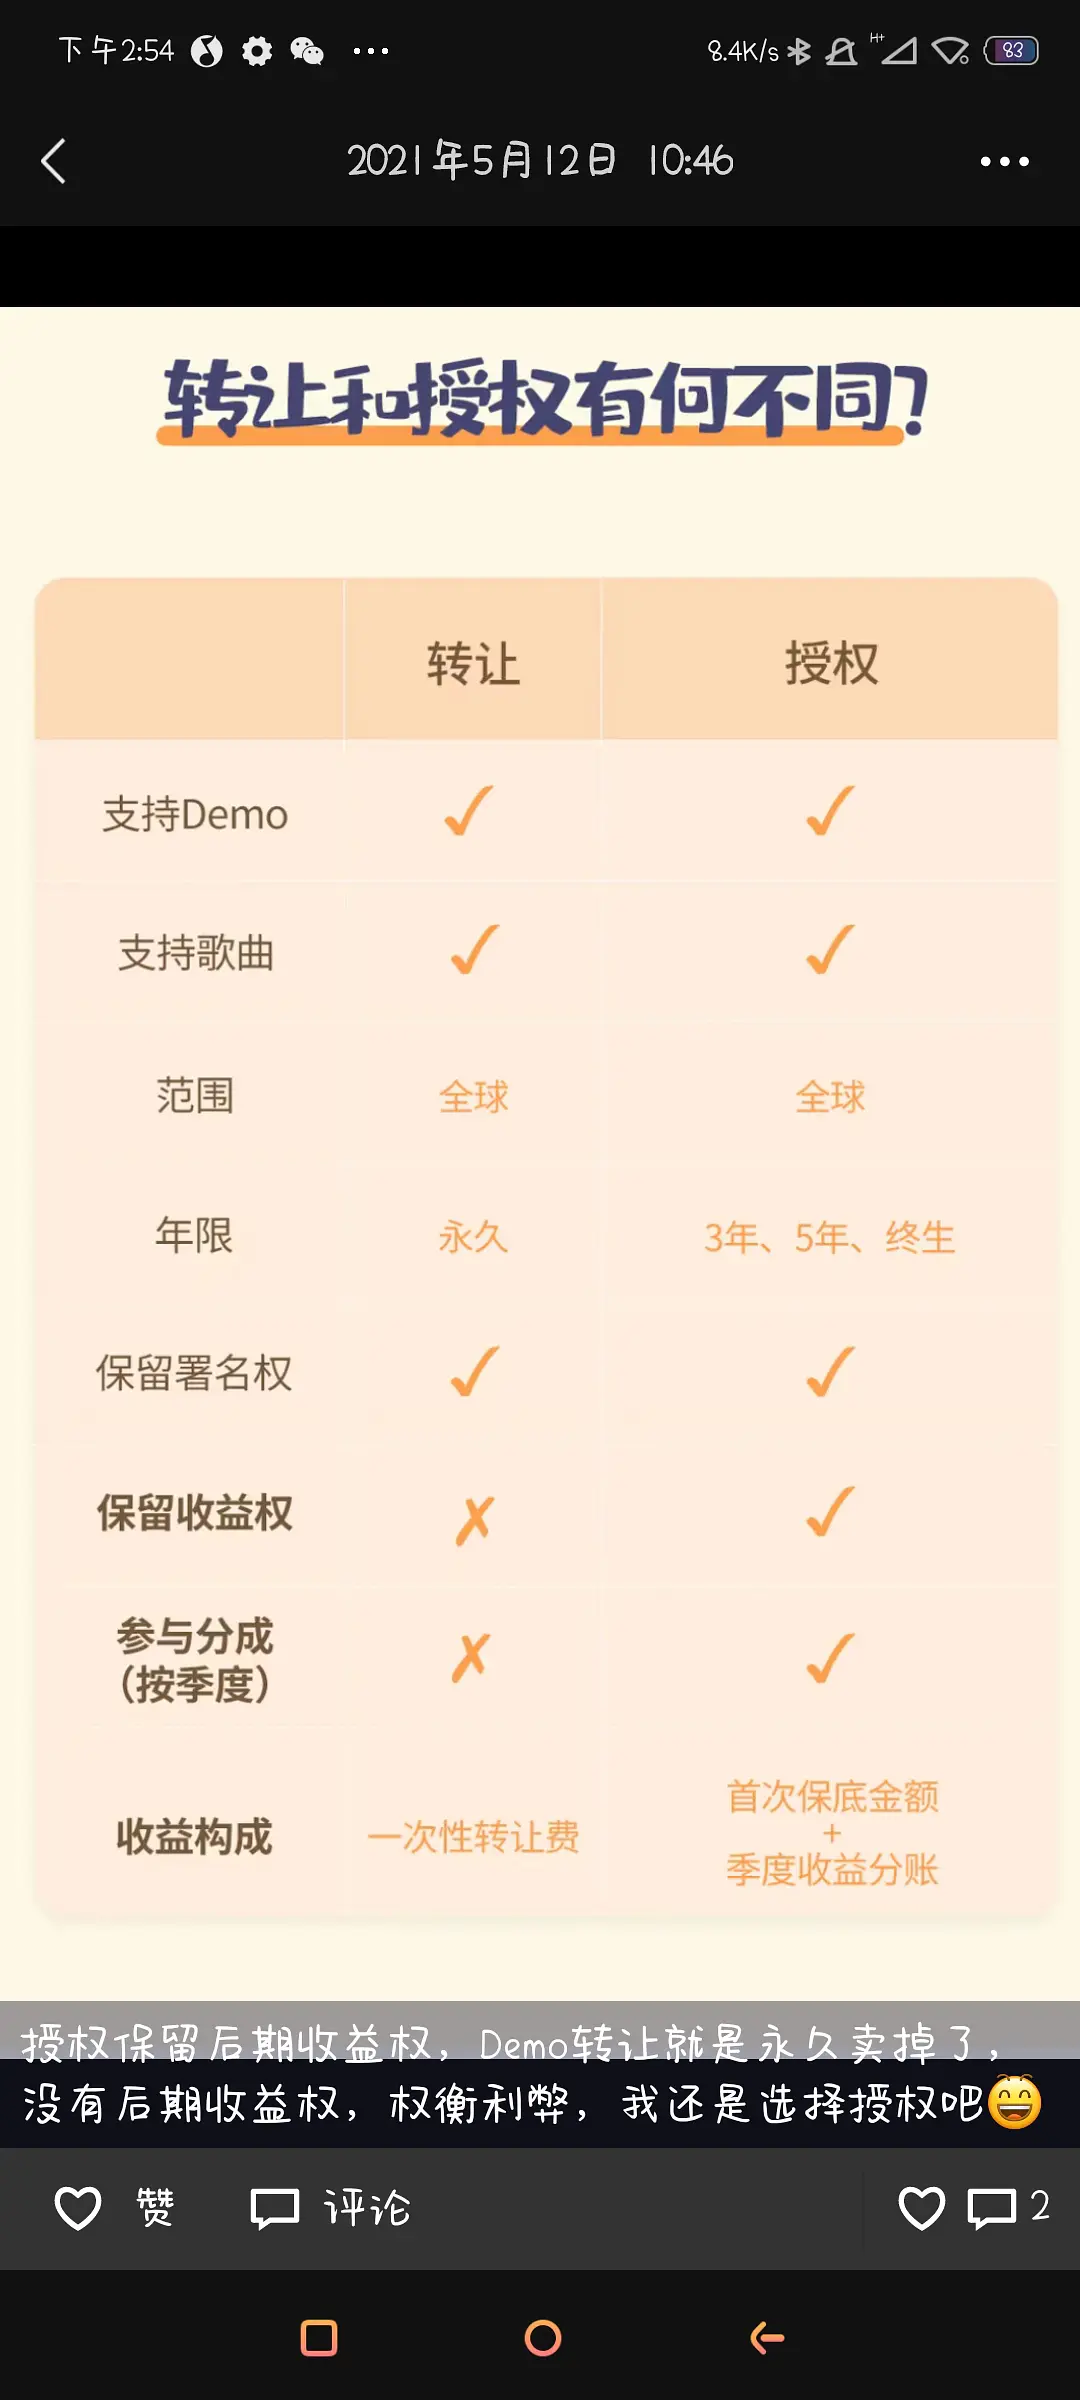 下午2:54 ... 8.4K/s H+ 83
2021年5月12日 10:46
转让和授权有何不同?
转让 授权
支持Demo ✓ ✓
支持歌曲 ✓ ✓
范围 全球 全球
年限 永久 3年、5年、终生
保留署名权 ✓ ✓
保留收益权 ✗ ✓
参与分成
（按季度） ✗ ✓
收益构成 一次性转让费 首次保底金额
+
季度收益分账
授权保留后期收益权，Demo转让就是永久卖掉了，
没有后期收益权，权衡利弊，我还是选择授权吧😄
赞 评论 2